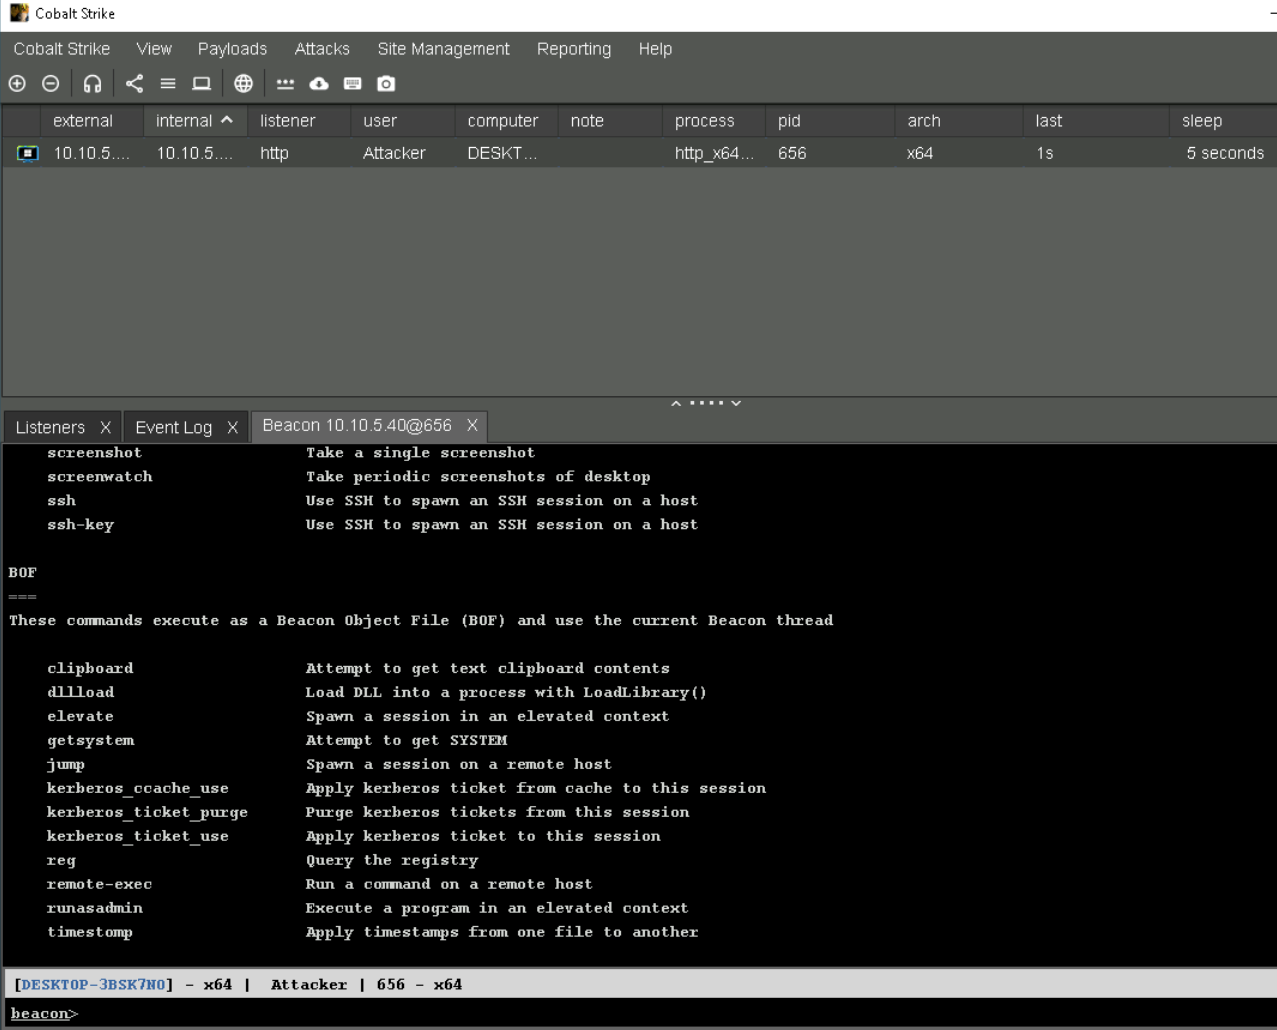 Cobalt Strike
Cobalt Strike View Payloads Attacks Site Management Reporting Help
external internal listener user computer note process pid arch last sleep
10.10.5.... 10.10.5.... http Attacker DESKT... http_x64... 656 x64 1s 5 seconds
Listeners X Event Log X Beacon 10.10.5.40@656 X
screenshot Take a single screenshot
screenwatch Take periodic screenshots of desktop
ssh Use SSH to spawn an SSH session on a host
ssh-key Use SSH to spawn an SSH session on a host
BOF
===
These commands execute as a Beacon Object File (BOF) and use the current Beacon thread
clipboard Attempt to get text clipboard contents
dllload Load DLL into a process with LoadLibrary()
elevate Spawn a session in an elevated context
getsystem Attempt to get SYSTEM
jump Spawn a session on a remote host
kerberos_ccache_use Apply kerberos ticket from cache to this session
kerberos_ticket_purge Purge kerberos tickets from this session
kerberos_ticket_use Apply kerberos ticket to this session
reg Query the registry
remote-exec Run a command on a remote host
runasadmin Execute a program in an elevated context
timestomp Apply timestamps from one file to another
[DESKTOP-3BSK7NO] - x64 | Attacker | 656 - x64
beacon>